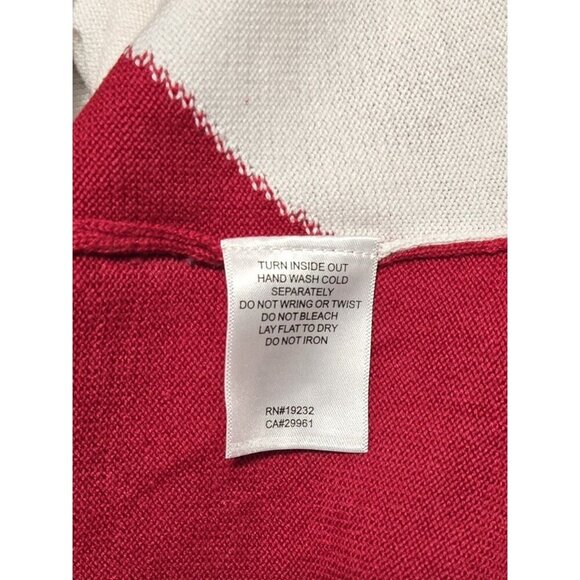 TURN INSIDE OUT
HAND WASH COLD
SEPARATELY
DO NOT WRING OR TWIST
DO NOT BLEACH
LAY FLAT TO DRY
DO NOT IRON
RN#19232
CA#29961